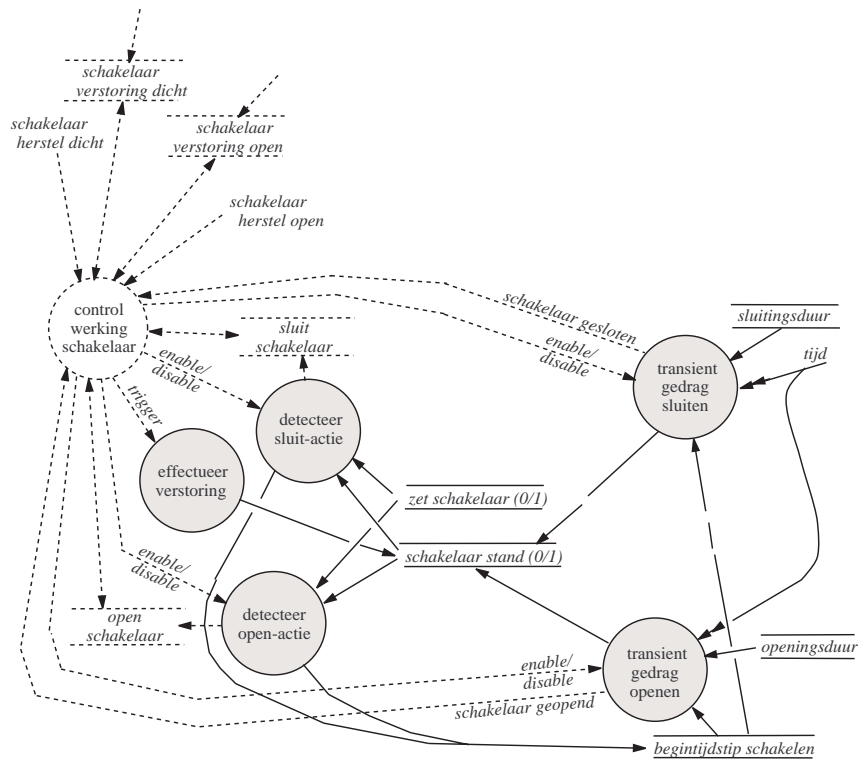 schakelaar
verstoring dicht
schakelaar
herstel dicht
schakelaar
verstoring open
schakelaar
herstel open
control
werking
schakelaar
schakelaar gesloten
enable/
disable
sluitingsduur
tijd
transient
gedrag
sluiten
sluit
schakelaar
enable/
disable
trigger
detecteer
sluit-actie
effectueer
verstoring
zet schakelaar (0/1)
schakelaar stand (0/1)
enable/
disable
open
schakelaar
detecteer
open-actie
transient
gedrag
openen
openingsduur
enable/
disable
schakelaar geopend
begintijdstip schakelen